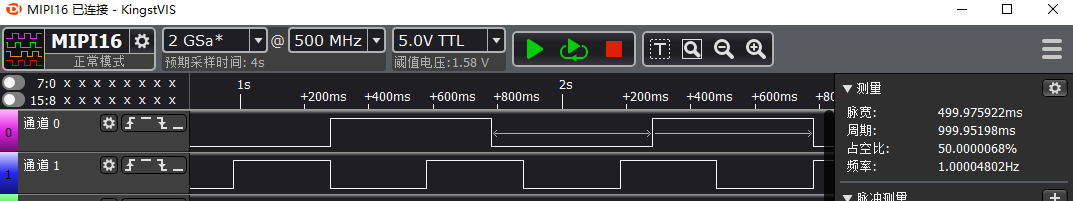 MIPI16 已连接 - KingstVIS
MIPI16
正常模式
2 GSa* @ 500 MHz
预期采样时间: 4s
5.0V TTL
阈值电压:1.58 V
T
7:0 X X X X X X X X
15:8 X X X X X X X X
1s +200ms +400ms +600ms +800ms 2s +200ms +400ms +600ms +80
测量
脉宽: 499.975922ms
周期: 999.95198ms
占空比: 50.0000068%
频率: 1.00004802Hz
0 通道 0
1 通道 1
脉冲测量